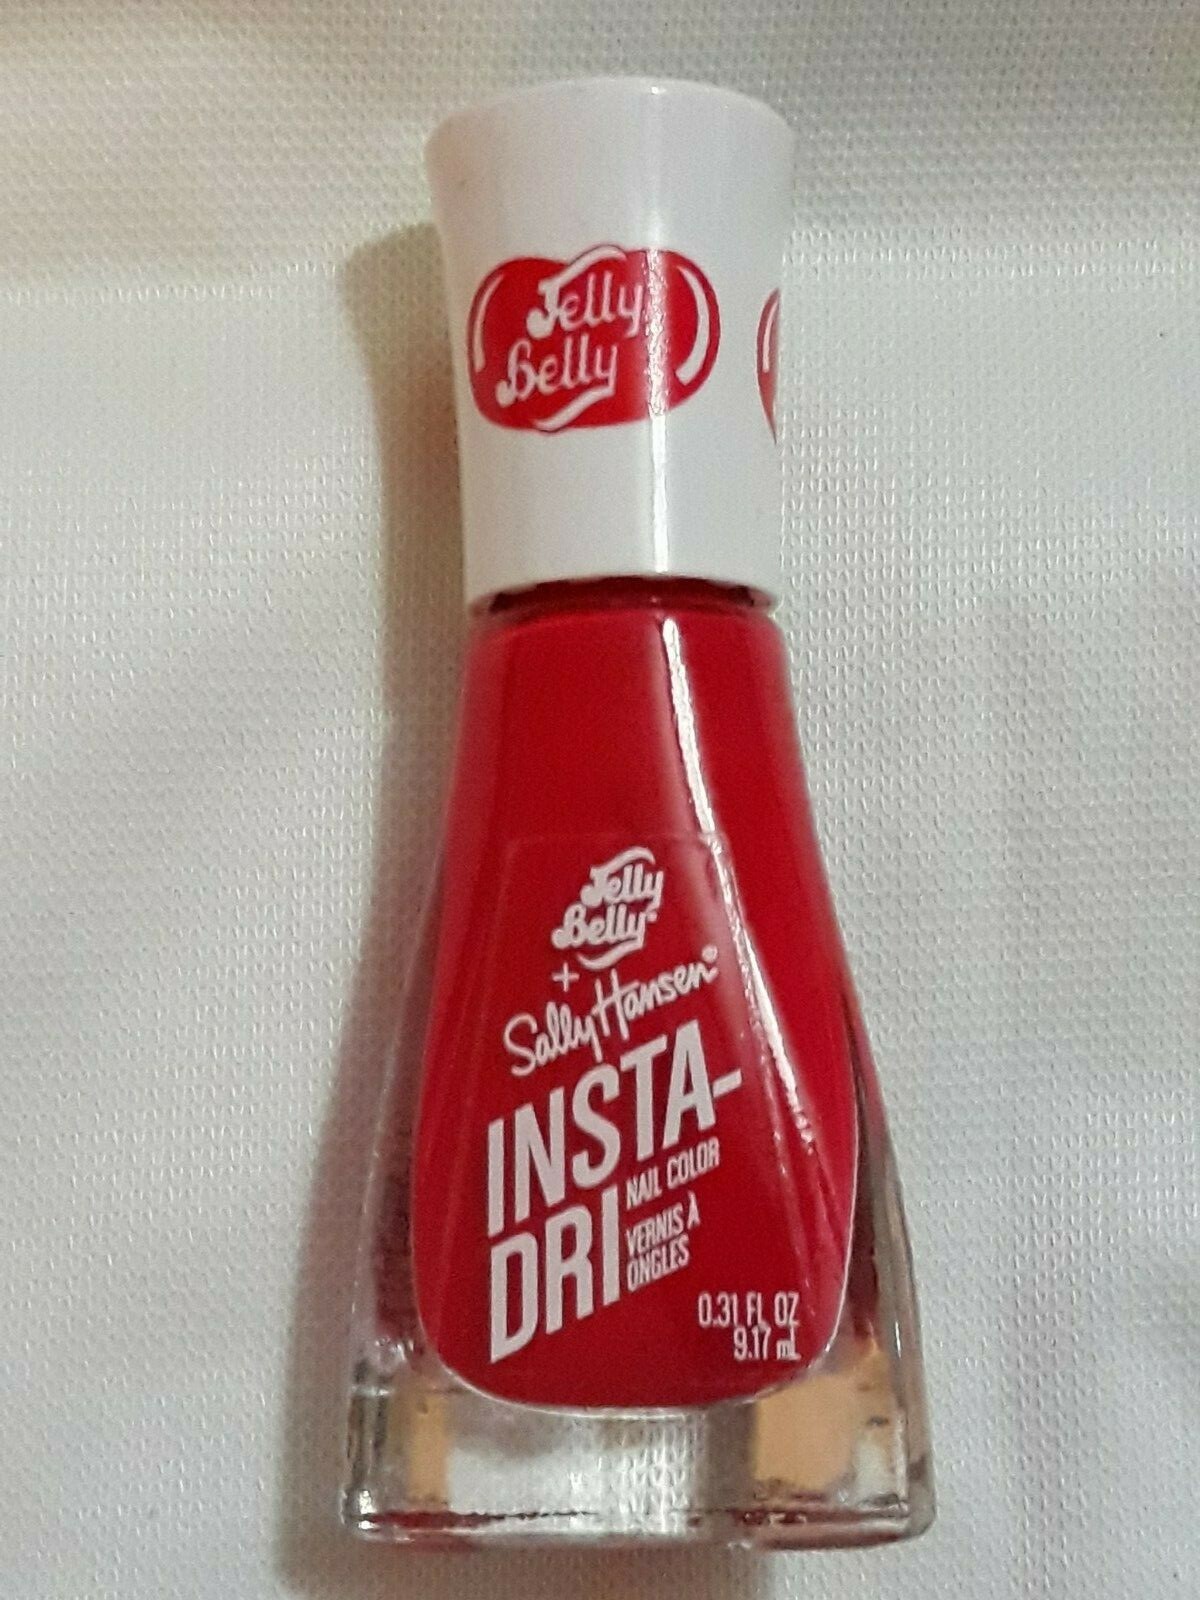 Jelly
Belly
Jelly
Belly®
+
Sally Hansen®
INSTA-
DRI
NAIL COLOR
VERNIS À
ONGLES
0.31 FL OZ
9.17 mL